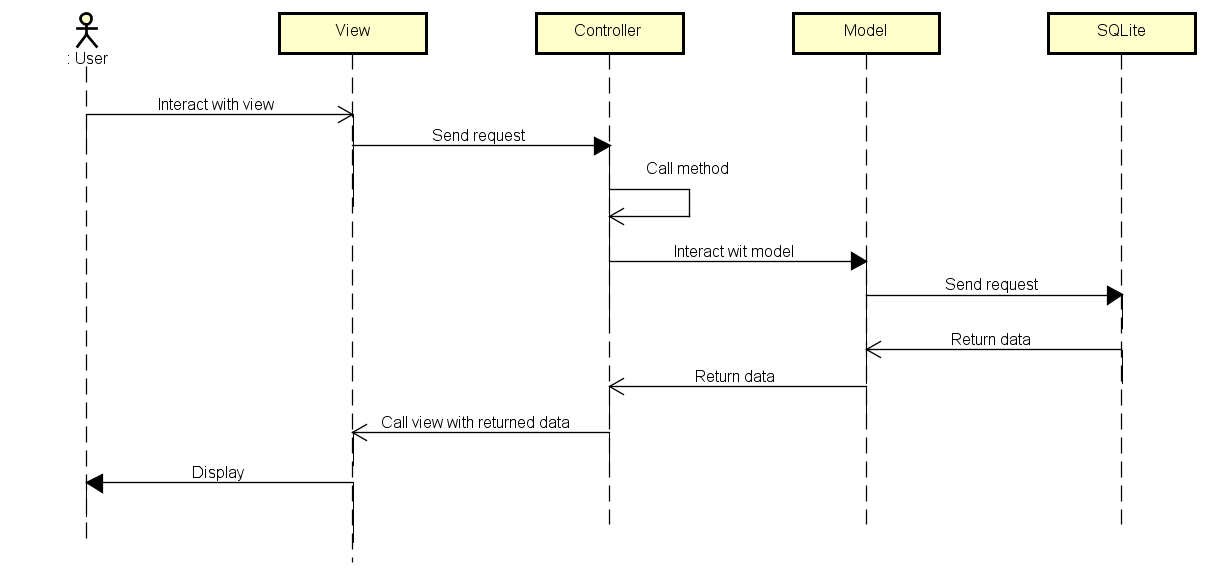 : User
View
Controller
Model
SQLite
Interact with view
Send request
Call method
Interact wit model
Send request
Return data
Return data
Call view with returned data
Display